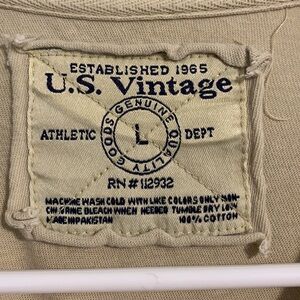 ESTABLISHED 1965
U.S. Vintage
GENUINE QUALITY GOODS
ATHLETIC L DEPT
RN# 112932
MACHINE WASH COLD WITH LIKE COLORS ONLY NON-
CHLORINE BLEACH WHEN NEEDED TUMBLE DRY LOW
MADE IN PAKISTAN 100% COTTON